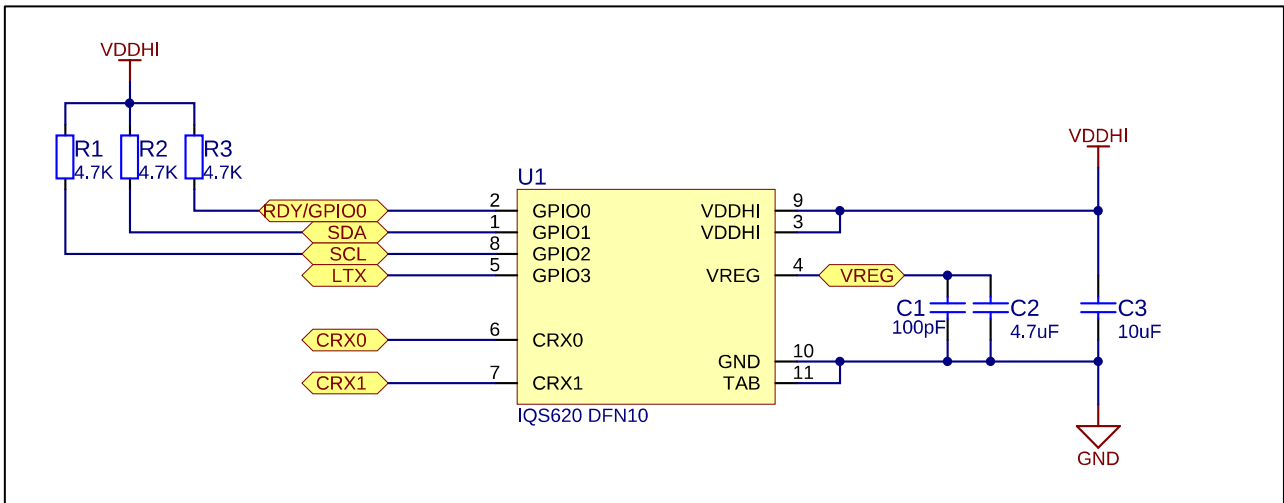 VDDHI
R1
4.7K
R2
4.7K
R3
4.7K
RDY/GPIO0
SDA
SCL
LTX
CRX0
CRX1
U1
2
1
8
5
6
7
GPIO0
GPIO1
GPIO2
GPIO3
CRX0
CRX1
VDDHI
VDDHI
VREG
GND
TAB
9
3
4
10
11
IQS620 DFN10
VREG
C1
100pF
C2
4.7uF
VDDHI
C3
10uF
GND